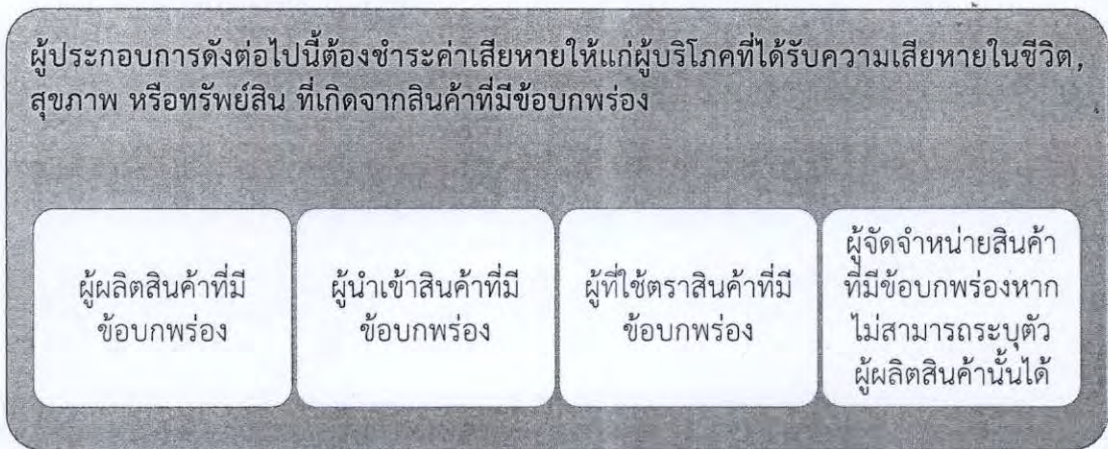 ผู้ประกอบการดังต่อไปนี้ต้องชำระค่าเสียหายให้แก่ผู้บริโภคที่ได้รับความเสียหายในชีวิต,
สุขภาพ หรือทรัพย์สิน ที่เกิดจากสินค้าที่มีข้อบกพร่อง
ผู้ผลิตสินค้าที่มี
ข้อบกพร่อง
ผู้นำเข้าสินค้าที่มี
ข้อบกพร่อง
ผู้ที่ใช้ตราสินค้าที่มี
ข้อบกพร่อง
ผู้จัดจำหน่ายสินค้า
ที่มีข้อบกพร่องหาก
ไม่สามารถระบุตัว
ผู้ผลิตสินค้านั้นได้